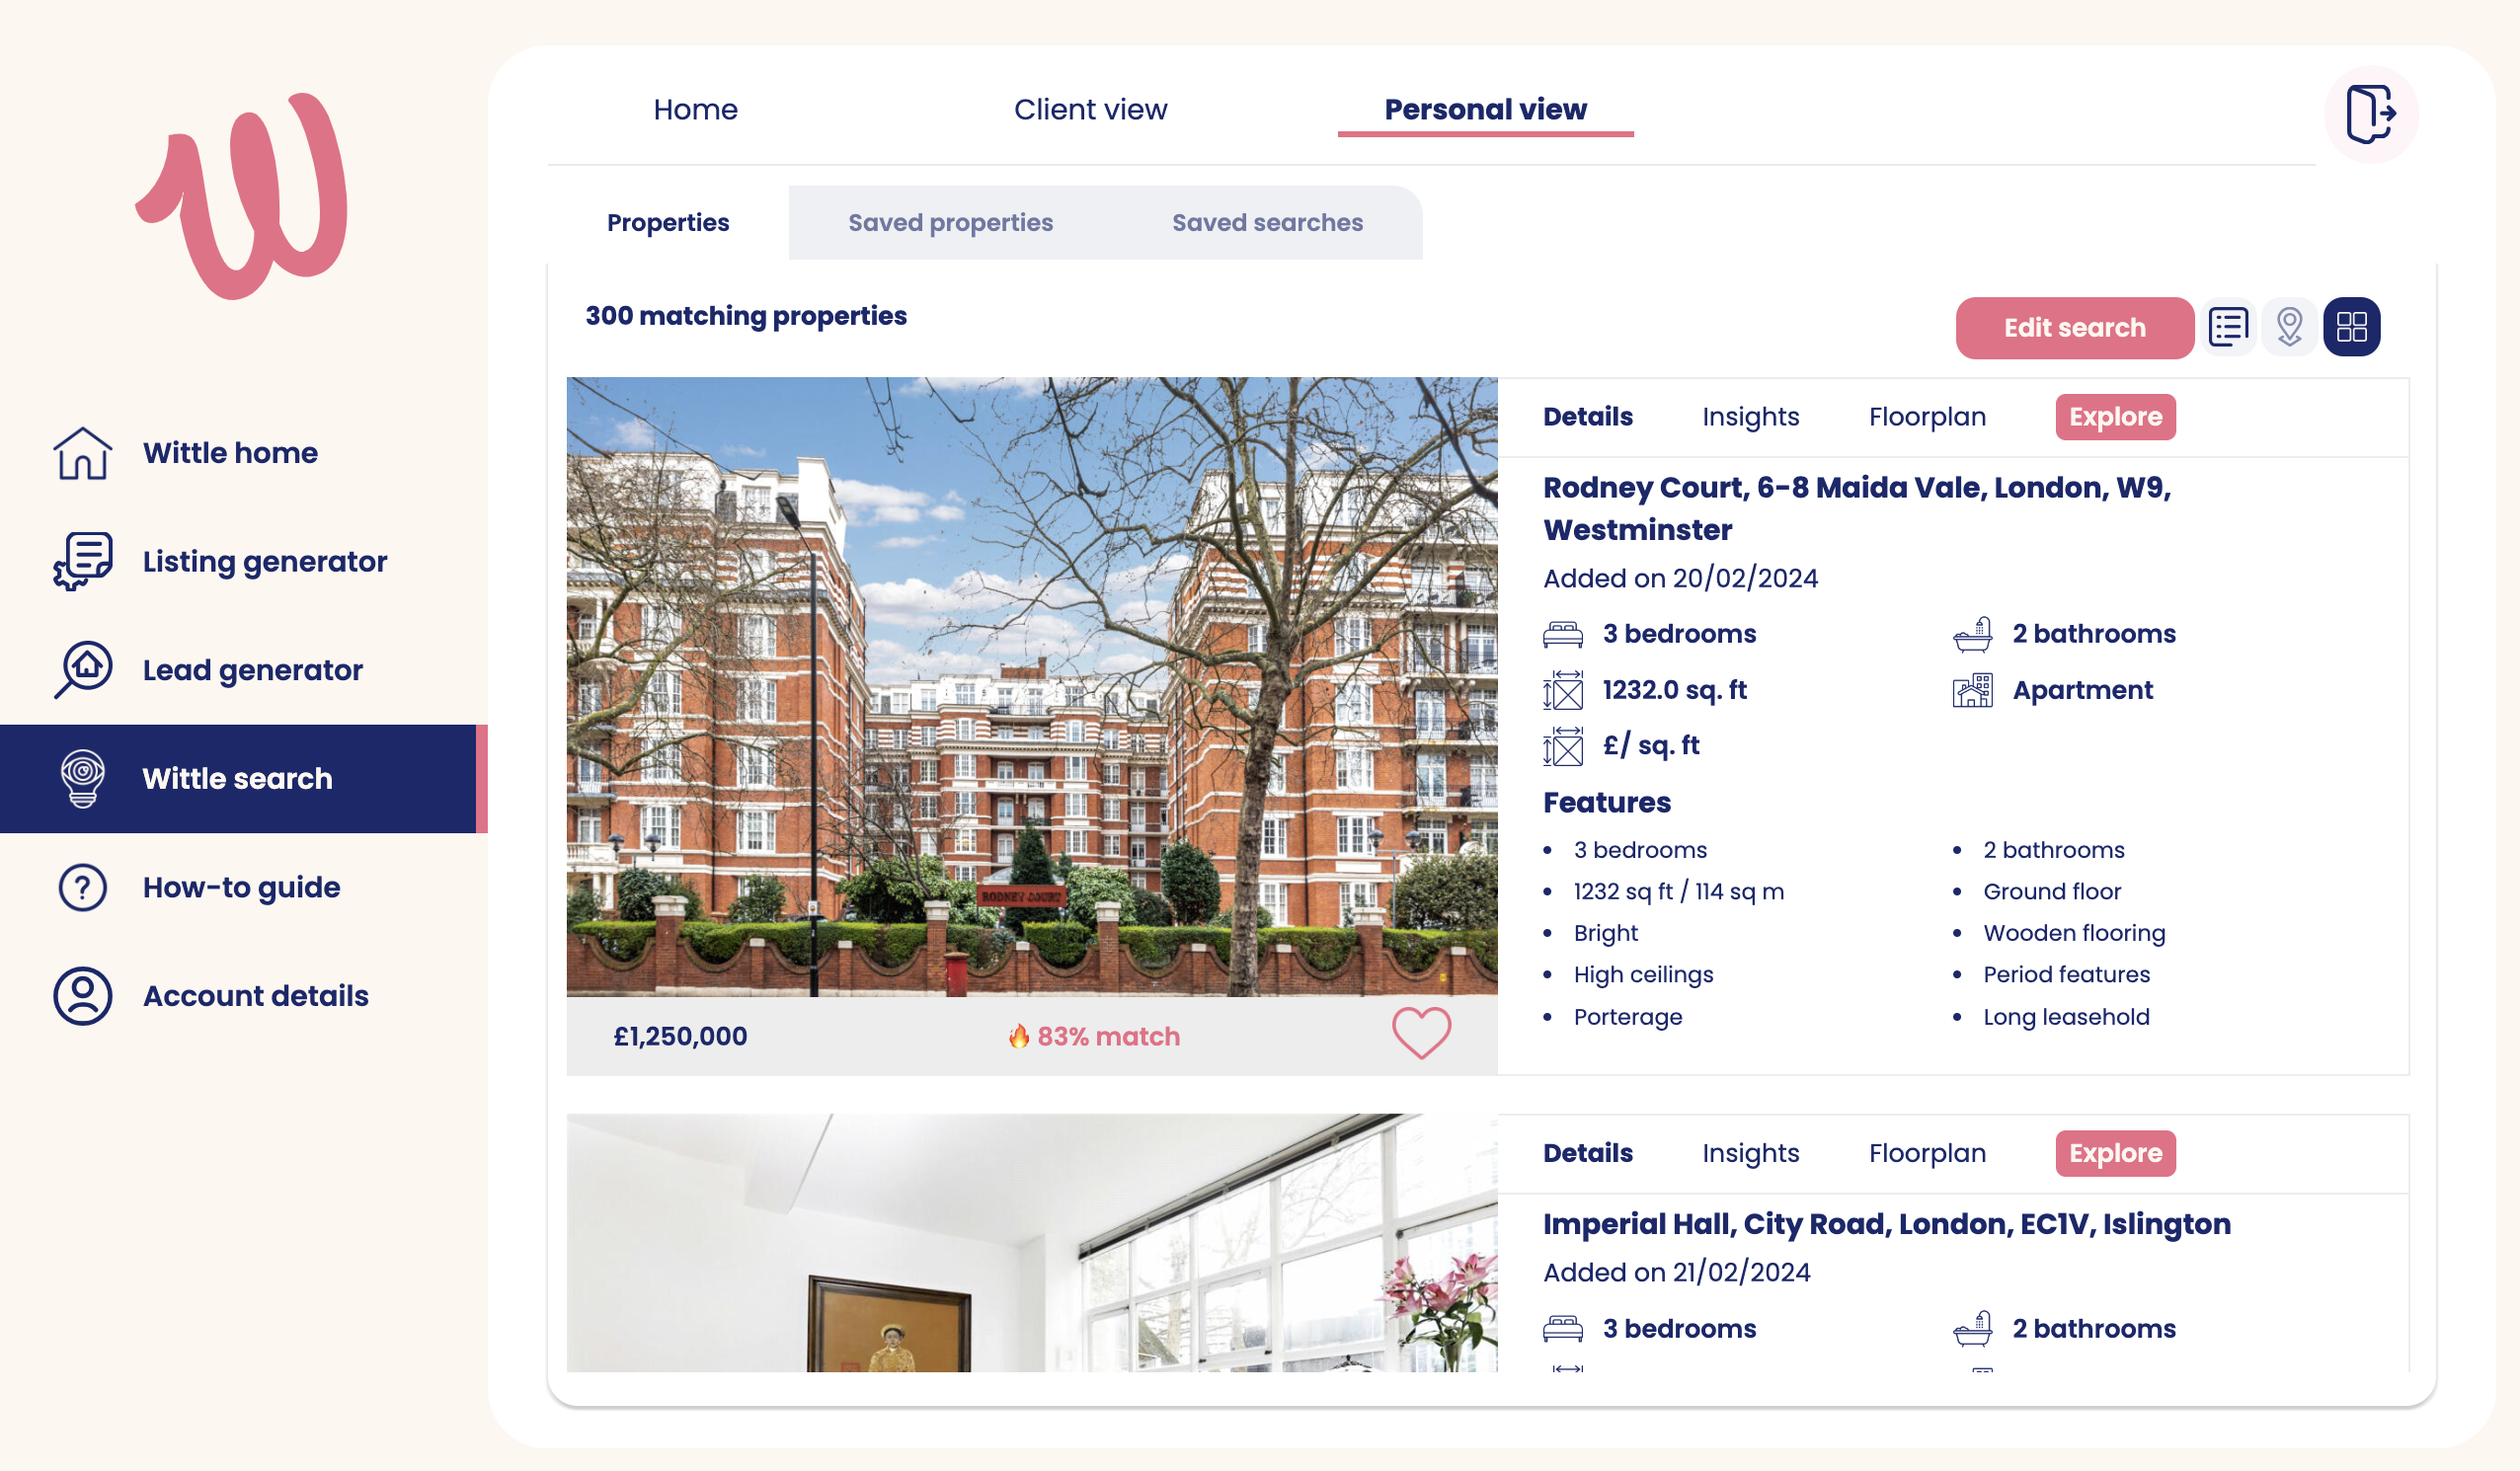 Home
Client view
Personal view
Properties
Saved properties
Saved searches
Wittle home
Listing generator
Lead generator
Wittle search
How-to guide
Account details
300 matching properties
Edit search
Details
Insights
Floorplan
Explore
Rodney Court, 6-8 Maida Vale, London, W9,
Westminster
Added on 20/02/2024
3 bedrooms
2 bathrooms
1232.0 sq. ft
Apartment
£/ sq. ft
Features
3 bedrooms
2 bathrooms
1232 sq ft / 114 sq m
Ground floor
Bright
Wooden flooring
High ceilings
Period features
Porterage
Long leasehold
RODNEY COURT
£1,250,000
🔥 83% match
Details
Insights
Floorplan
Explore
Imperial Hall, City Road, London, EC1V, Islington
Added on 21/02/2024
3 bedrooms
2 bathrooms